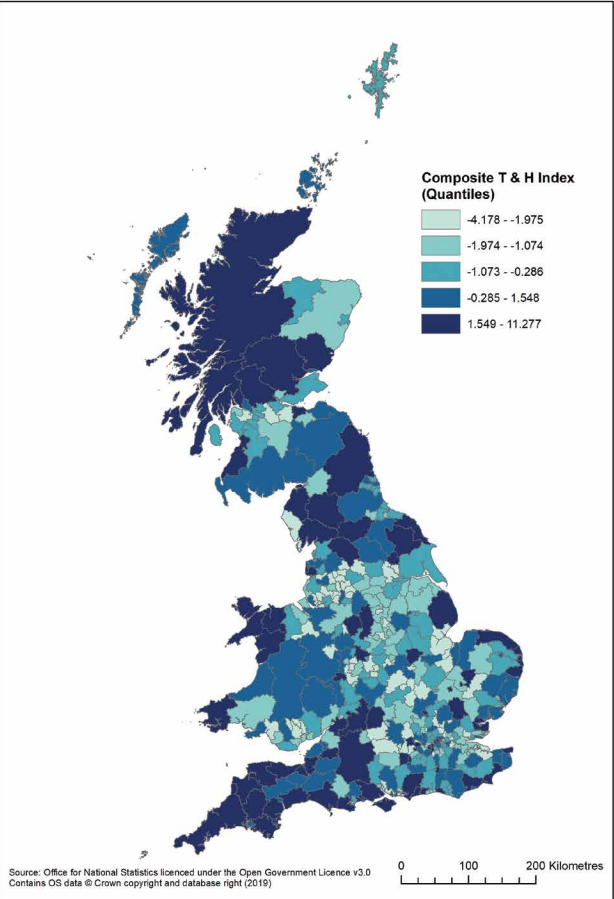 Composite T & H Index
(Quantiles)
-4.178 - -1.975
-1.974 - -1.074
-1.073 - -0.286
-0.285 - 1.548
1.549 - 11.277
0 100 200 Kilometres
Source: Office for National Statistics licenced under the Open Government Licence v3.0
Contains OS data © Crown copyright and database right (2019)